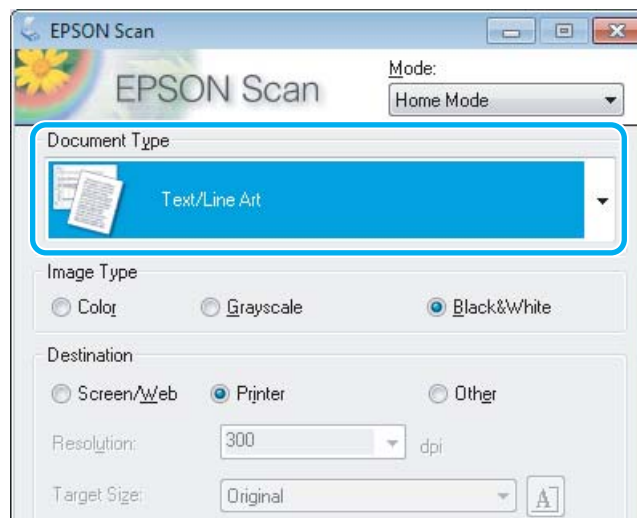 EPSON Scan
EPSON Scan
Mode:
Home Mode
Document Type
Text/Line Art
Image Type
Color Grayscale Black&White
Destination
Screen/Web Printer Other
Resolution: 300 dpi
Target Size: Original A